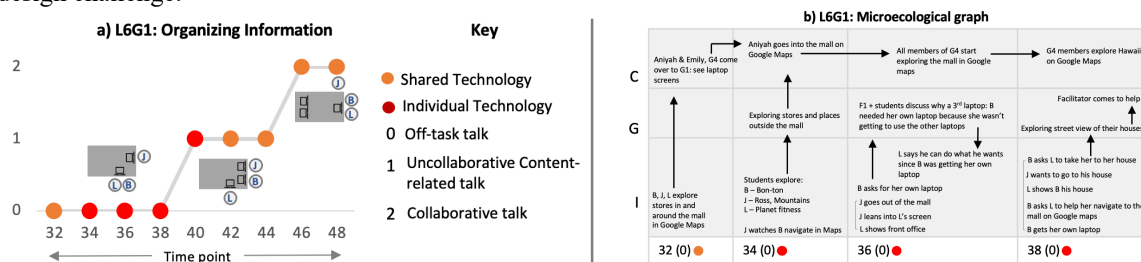 design challenge.
a) L6G1: Organizing Information
Key
2
1
0
32 34 36 38 40 42 44 46 48
Time point
J
L B
J
B
L
J
B
L
Shared Technology
Individual Technology
0 Off-task talk
1 Uncollaborative Content-
related talk
2 Collaborative talk
b) L6G1: Microecological graph
C
G
I
Aniyah & Emily, G4 come
over to G1: see laptop
screens
Aniyah goes into the mall on
Google Maps
All members of G4 start
exploring the mall in Google
maps
G4 members explore Hawaii
on Google Maps
Exploring stores and places
outside the mall
F1 + students discuss why a 3rd laptop: B
needed her own laptop because she wasn't
getting to use the other laptops
Facilitator comes to help
Exploring street view of their houses
L says he can do what he wants
since B was getting her own
laptop
B, J, L explore
stores in and
around the mall
in Google Maps
Students explore:
B – Bon-ton
J – Ross, Mountains
L – Planet fitness
J watches B navigate in Maps
B asks for her own laptop
J goes out of the mall
J leans into L's screen
L shows front office
B asks L to take her to her house
J wants to go to his house
L shows B his house
B asks L to help her navigate to the
mall on Google maps
B gets her own laptop
32 (0)
34 (0)
36 (0)
38 (0)